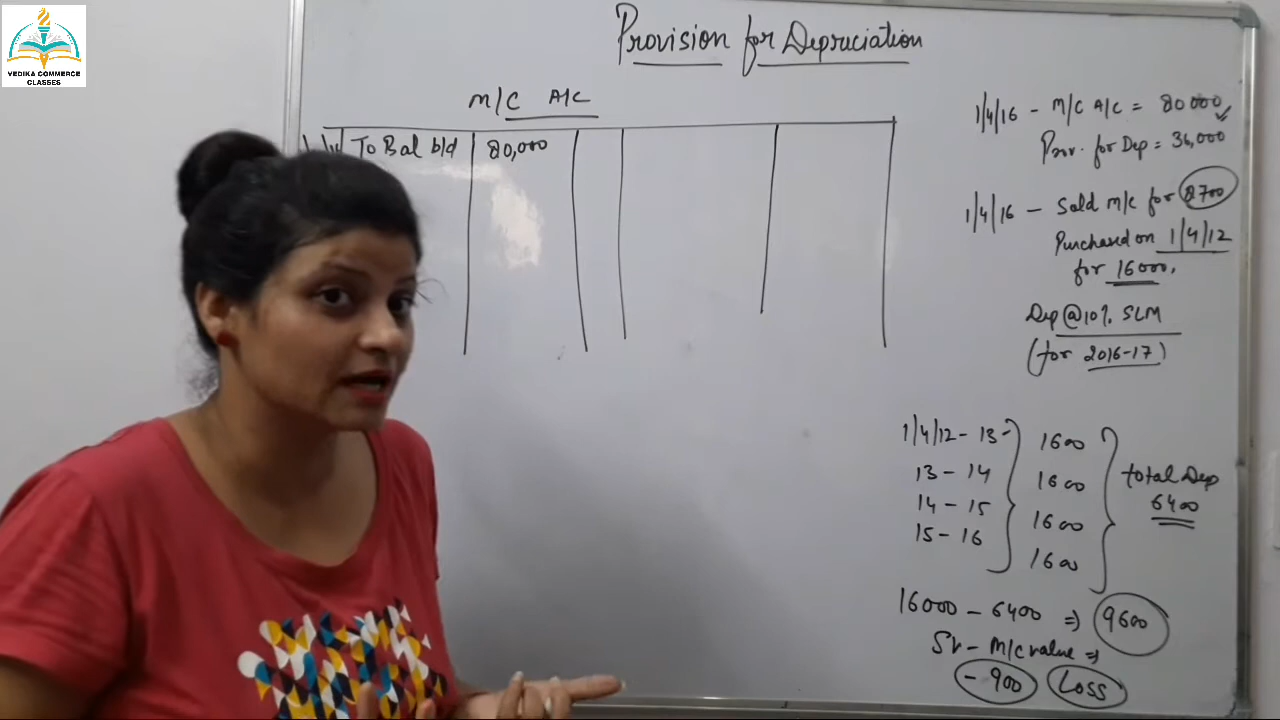 VEDIKA COMMERCE
CLASSES
Provision for Depreciation
M/C A/C
To Bal b/d 80,000
1/4/16 - M/C A/C = 80000
Prov. for Dep = 36,000
1/4/16 - Sold M/c for 8700
Purchased on 1/4/12
for 16000.
Dep @ 10% SLM
(for 2016-17)
1/4/12 - 13 - 1600
13 - 14 1600
14 - 15 1600
15 - 16 1600
total Dep
6400
16000 - 6400 => 9600
- M/C value =>
- 900 Loss